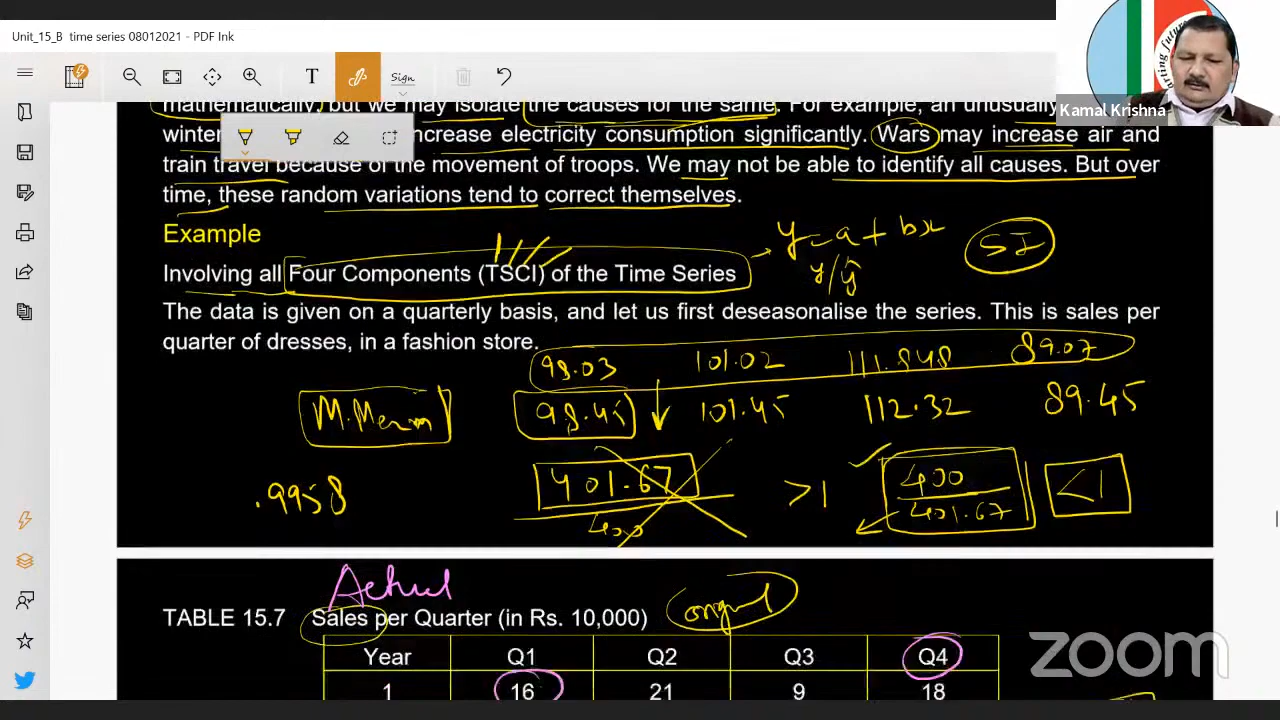 Unit_15_B time series 08012021 - PDF Ink
T Sign
Kamal Krishna
mathematically, but we may isolate the causes for the same. For example, an unusually
winter increase electricity consumption significantly. Wars may increase air and
train travel because of the movement of troops. We may not be able to identify all causes. But over
time, these random variations tend to correct themselves.
Example
y = a + bx
SI
Involving all Four Components (TSCI) of the Time Series
y/ŷ
The data is given on a quarterly basis, and let us first deseasonalise the series. This is sales per
quarter of dresses, in a fashion store.
98.03 101.02 111.848 89.07
M.Mean 98.45 101.45 112.32 89.45
.9958 401.67 >1 400 <1
400 401.67
Actual
TABLE 15.7 Sales per Quarter (in Rs. 10,000) original
Year Q1 Q2 Q3 Q4
1 16 21 9 18
zoom